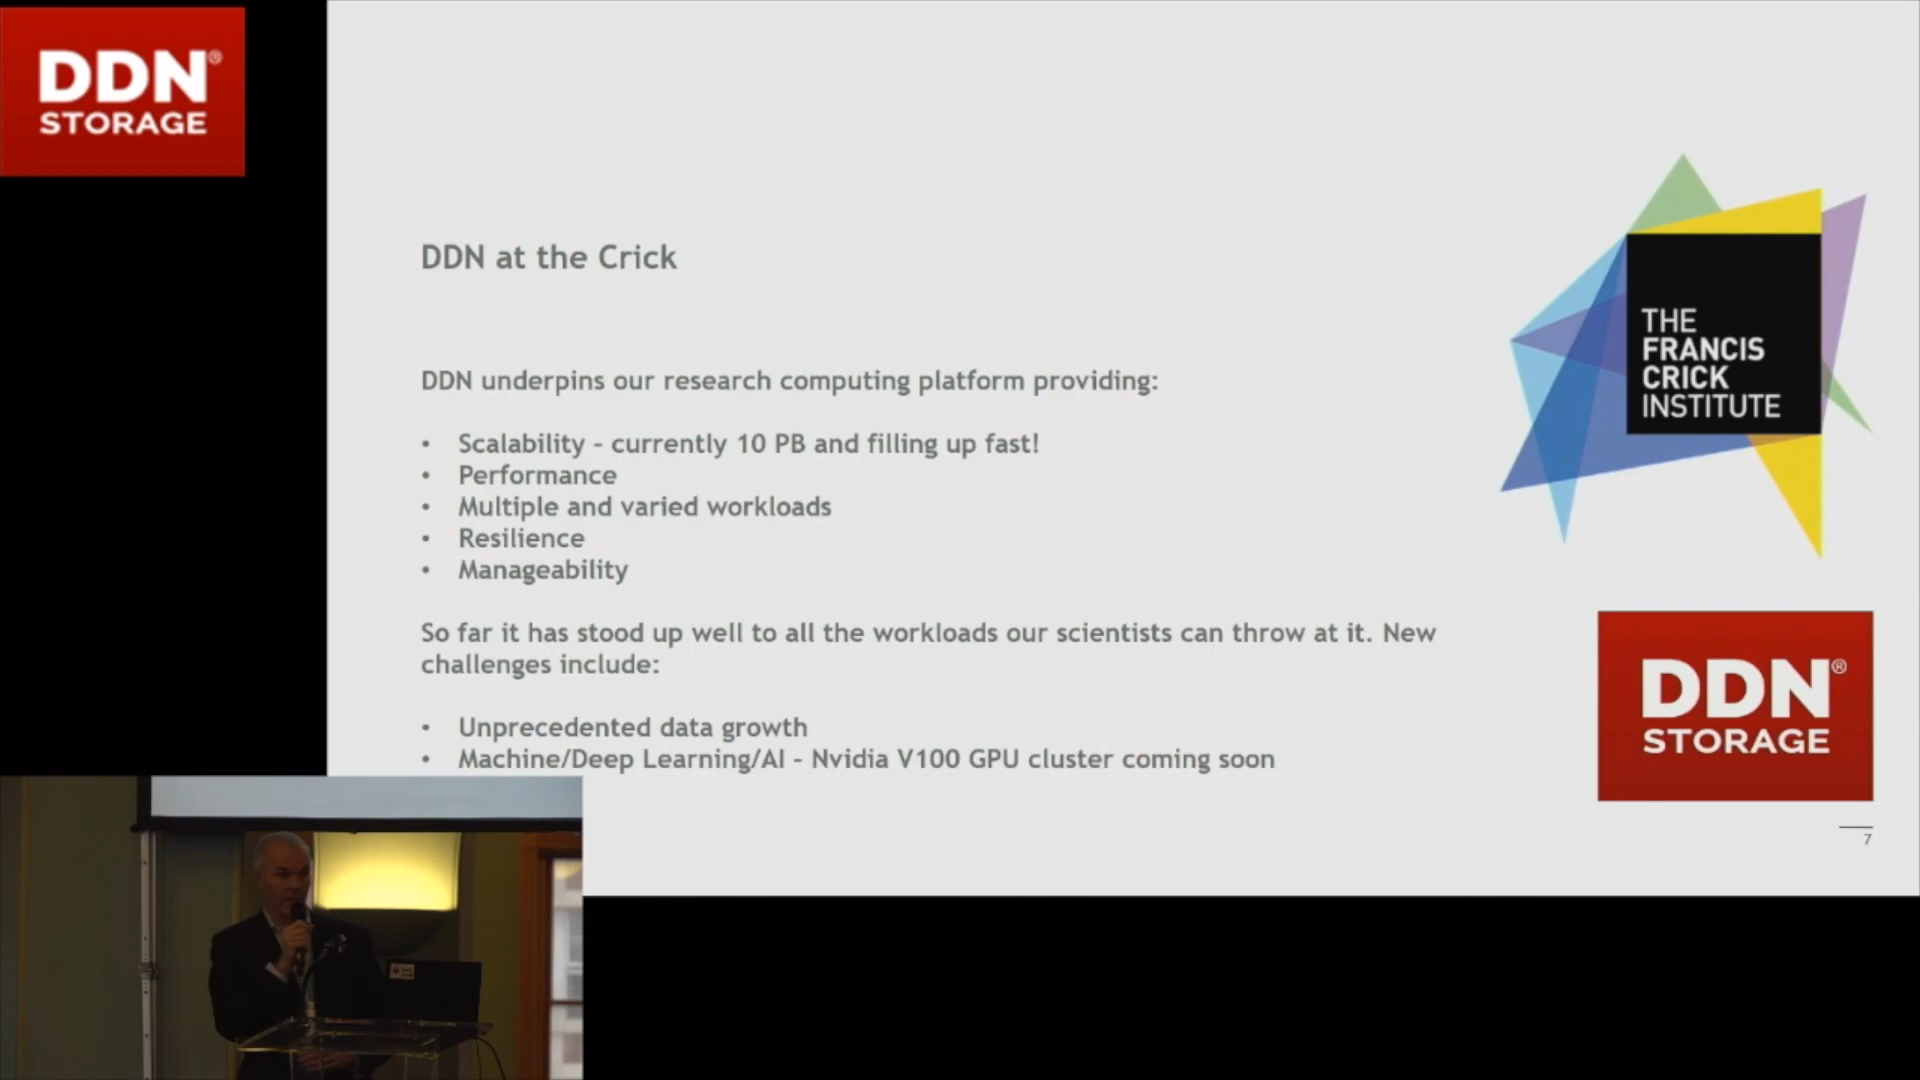 DDN®
STORAGE
DDN at the Crick
DDN underpins our research computing platform providing:
• Scalability – currently 10 PB and filling up fast!
• Performance
• Multiple and varied workloads
• Resilience
• Manageability
So far it has stood up well to all the workloads our scientists can throw at it. New
challenges include:
• Unprecedented data growth
• Machine/Deep Learning/AI – Nvidia V100 GPU cluster coming soon
THE
FRANCIS
CRICK
INSTITUTE
DDN®
STORAGE
7